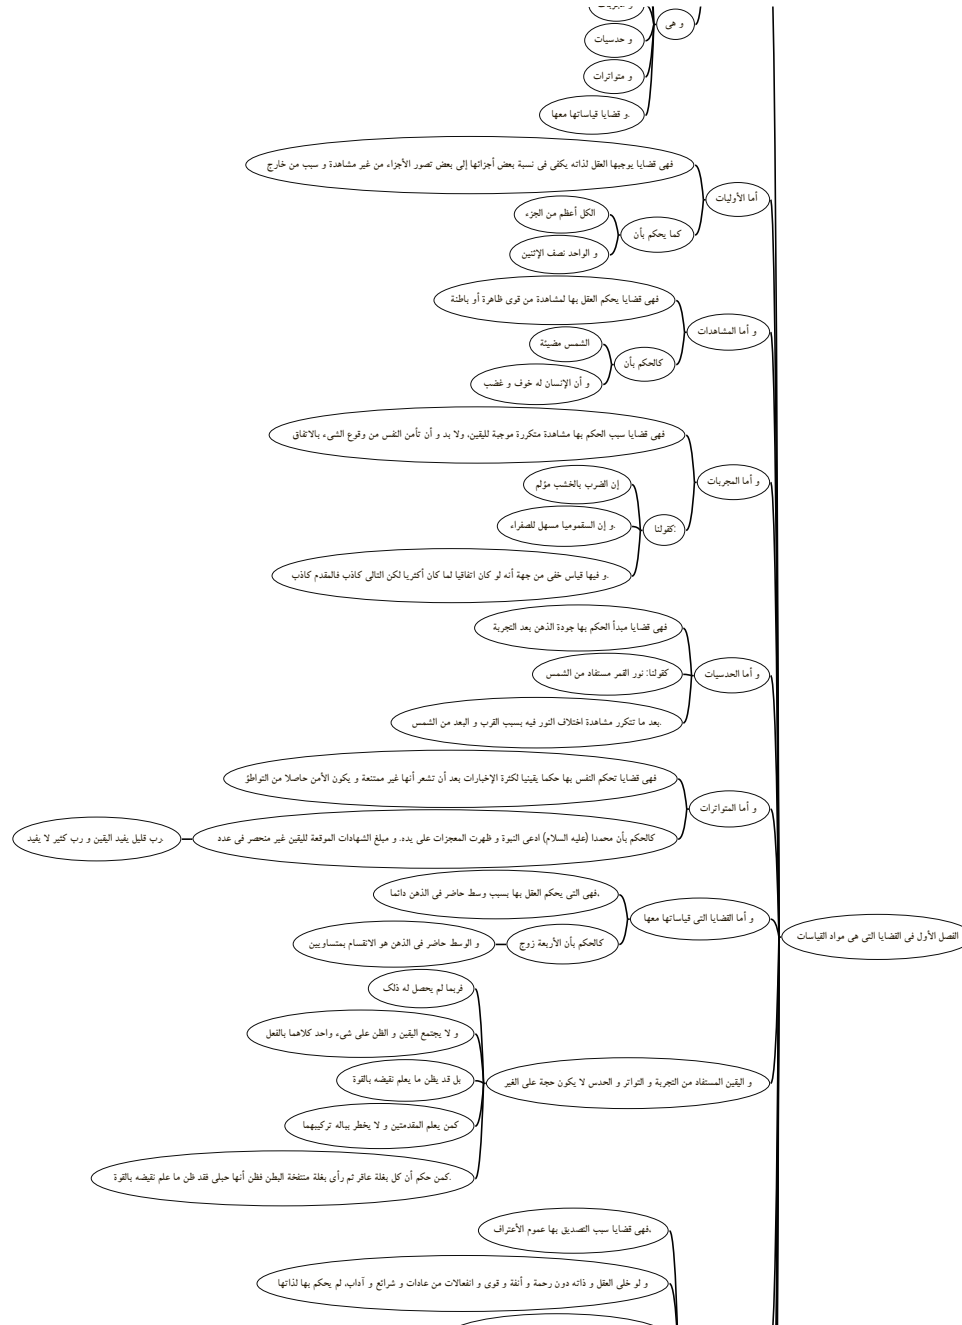 و هى
و حدسيات
و متواترات
و قضايا قياساتها معها.
أما الأوليات
فهى قضايا يوجبها العقل لذاته يكفى فى نسبة بعض أجزائها إلى بعض تصور الأجزاء من غير مشاهدة و سبب من خارج
كما يحكم بأن
الكل أعظم من الجزء
و الواحد نصف الإثنين
و أما المشاهدات
فهى قضايا يحكم العقل بها لمشاهدة من قوى ظاهرة أو باطنة
كالحكم بأن
الشمس مضيئة
و أن الإنسان له خوف و غضب
و أما المجربات
فهى قضايا سبب الحكم بها مشاهدة متكررة موجبة لليقين، ولا بد و أن تأمن النفس من وقوع الشىء بالاتفاق
كقولنا:
إن الضرب بالخشب مؤلم
و إن السقمونيا مسهل للصفراء.
و فيها قياس خفى من جهة أنه لو كان اتفاقيا لما كان أكثريا لكن التالى كاذب فالمقدم كاذب.
و أما الحدسيات
فهى قضايا مبدأ الحكم بها جودة الذهن بعد التجربة
كقولنا: نور القمر مستفاد من الشمس
بعد ما تتكرر مشاهدة اختلاف النور فيه بسبب القرب و البعد من الشمس.
و أما المتواترات
فهى قضايا تحكم النفس بها حكما يقينيا لكثرة الإخبارات بعد أن تشعر أنها غير ممتنعة و يكون الأمن حاصلا من التواطؤ
كالحكم بأن محمدا (عليه السلام) ادعى النبوة و ظهرت المعجزات على يده. و مبلغ الشهادات الموقعة لليقين غير منحصر فى عدد
رب قليل يفيد اليقين و رب كثير لا يفيد.
و أما القضايا التى قياساتها معها
فهى التى يحكم العقل بها بسبب وسط حاضر فى الذهن دائما،
كالحكم بأن الأربعة زوج
و الوسط حاضر فى الذهن هو الانقسام بمتساويين
الفصل الأول فى القضايا التى هى مواد القياسات
و اليقين المستفاد من التجربة و التواتر و الحدس لا يكون حجة على الغير
فربما لم يحصل له ذلك
و لا يجتمع اليقين و الظن على شىء واحد كلاهما بالفعل
بل قد يظن ما يعلم نقيضه بالقوة
كمن يعلم المقدمتين و لا يخطر بباله تركيبهما
كمن حكم أن كل بغلة عاقر ثم رأى بغلة منتفخة البطن فظن أنها حبلى فقد ظن ما علم نقيضه بالقوة.
فهى قضايا سبب التصديق بها عموم الأعتراف،
و لو خلى العقل و ذاته دون رحمة و أنفة و قوى و انفعالات من عادات و شرائع و آداب، لم يحكم بها لذاتها